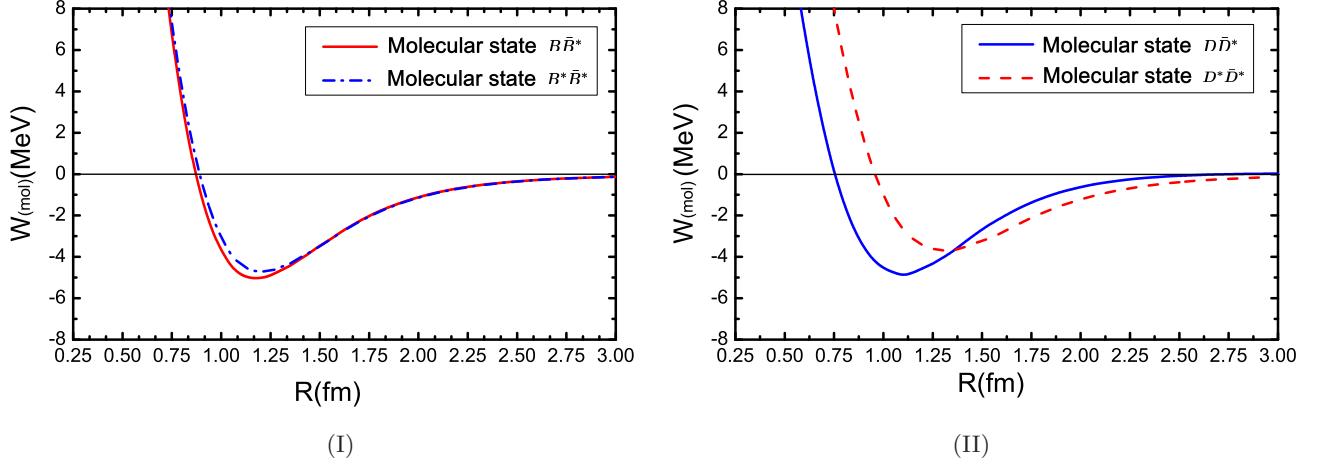 8
6
4
2
0
-2
-4
-6
-8
W(mol)(MeV)
Molecular state BB̄*
Molecular state B*B̄*
0.25 0.50 0.75 1.00 1.25 1.50 1.75 2.00 2.25 2.50 2.75 3.00
R(fm)
(I)
8
6
4
2
0
-2
-4
-6
-8
W(mol)(MeV)
Molecular state DD̄*
Molecular state D*D̄*
0.25 0.50 0.75 1.00 1.25 1.50 1.75 2.00 2.25 2.50 2.75 3.00
R(fm)
(II)